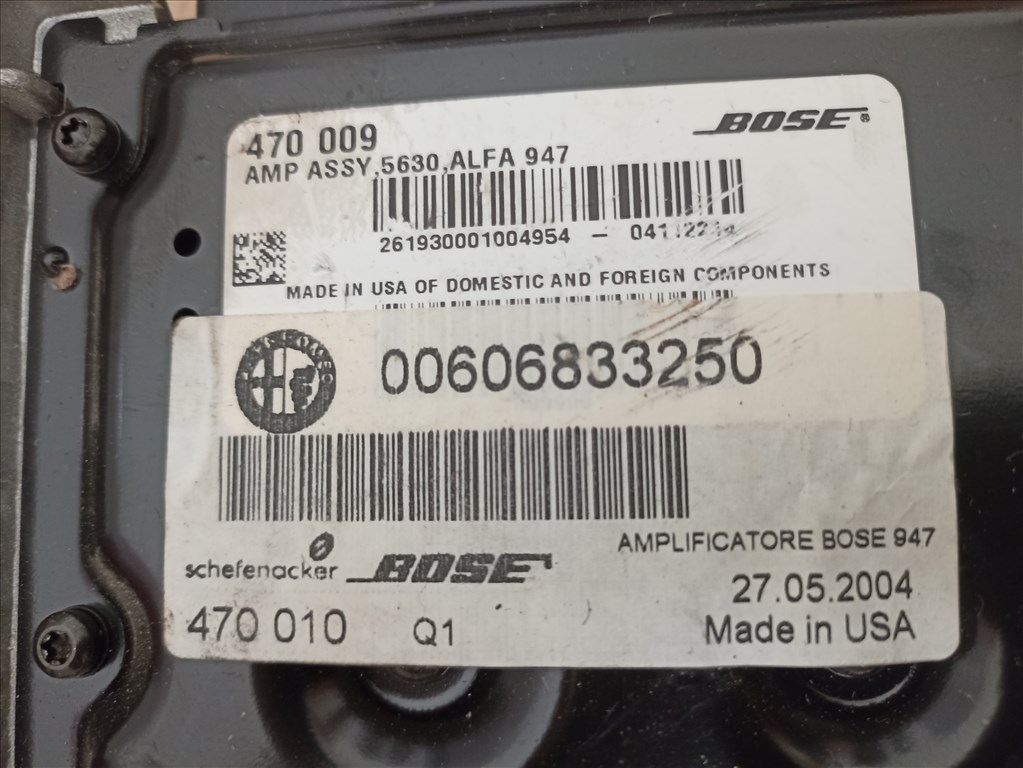 470 009
BOSE®
AMP ASSY,5630,ALFA 947
261930001004954 -
MADE IN USA OF DOMESTIC AND FOREIGN COMPONENTS
00606833250
AMPLIFICATORE BOSE 947
schefenacker BOSE
27.05.2004
470 010 Q1
Made in USA